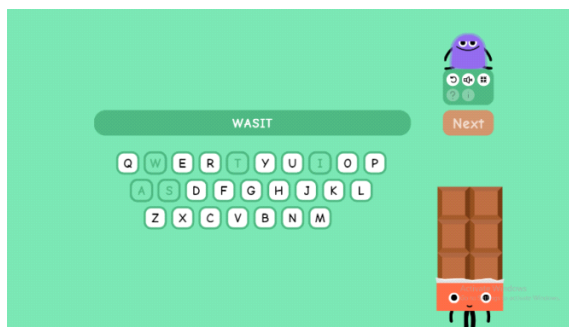 WASIT
Next
Q W E R T Y U I O P
A S D F G H J K L
Z X C V B N M